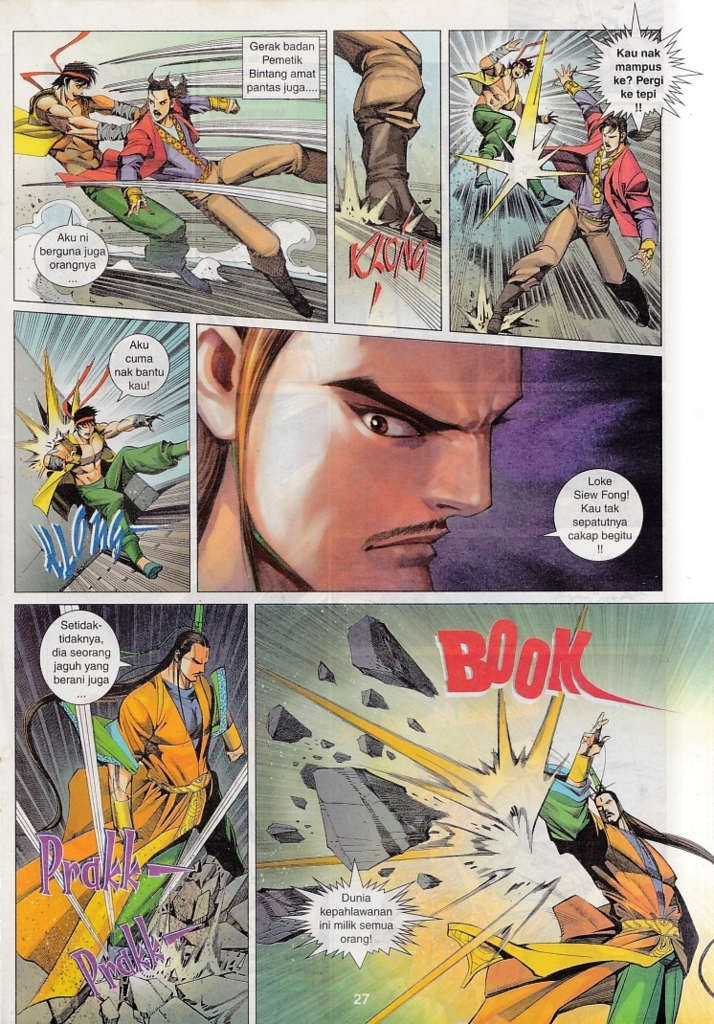 Gerak badan
Pemetik
Bintang amat
pantas juga....
Aku ni
berguna juga
orangnya
...
KLONG
!
Kau nak
mampus
ke? Pergi
ke tepi
!!
Aku
cuma
nak bantu
kau!
KLONG
Loke
Siew Fong!
Kau tak
sepatutnya
cakap begitu
!!
Setidak-
tidaknya,
dia seorang
jaguh yang
berani juga
...
Prakk
Prakk
BOOM
Dunia
kepahlawanan
ini milik semua
orang!
27